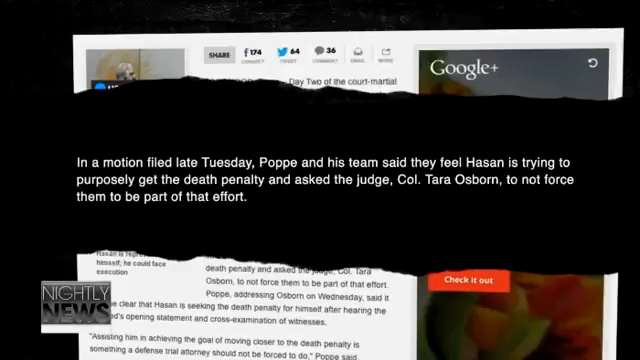 SHARE
174
CONNECT
64
TWEET
36
COMMENT
EMAIL
MORE
Google+
Day Two of the court-martial
In a motion filed late Tuesday, Poppe and his team said they feel Hasan is trying to
purposely get the death penalty and asked the judge, Col. Tara Osborn, to not force
them to be part of that effort.
himself; he could face
execution
death penalty and asked the judge, Col. Tara
Osborn, to not force them to be part of that effort.
Poppe, addressing Osborn on Wednesday, said it
clear that Hasan is seeking the death penalty for himself after hearing the
opening statement and cross-examination of witnesses.
"Assisting him in achieving the goal of moving closer to the death penalty is
something a defense trial attorney should not be forced to do," Poppe said.
Check it out
NIGHTLY
NEWS